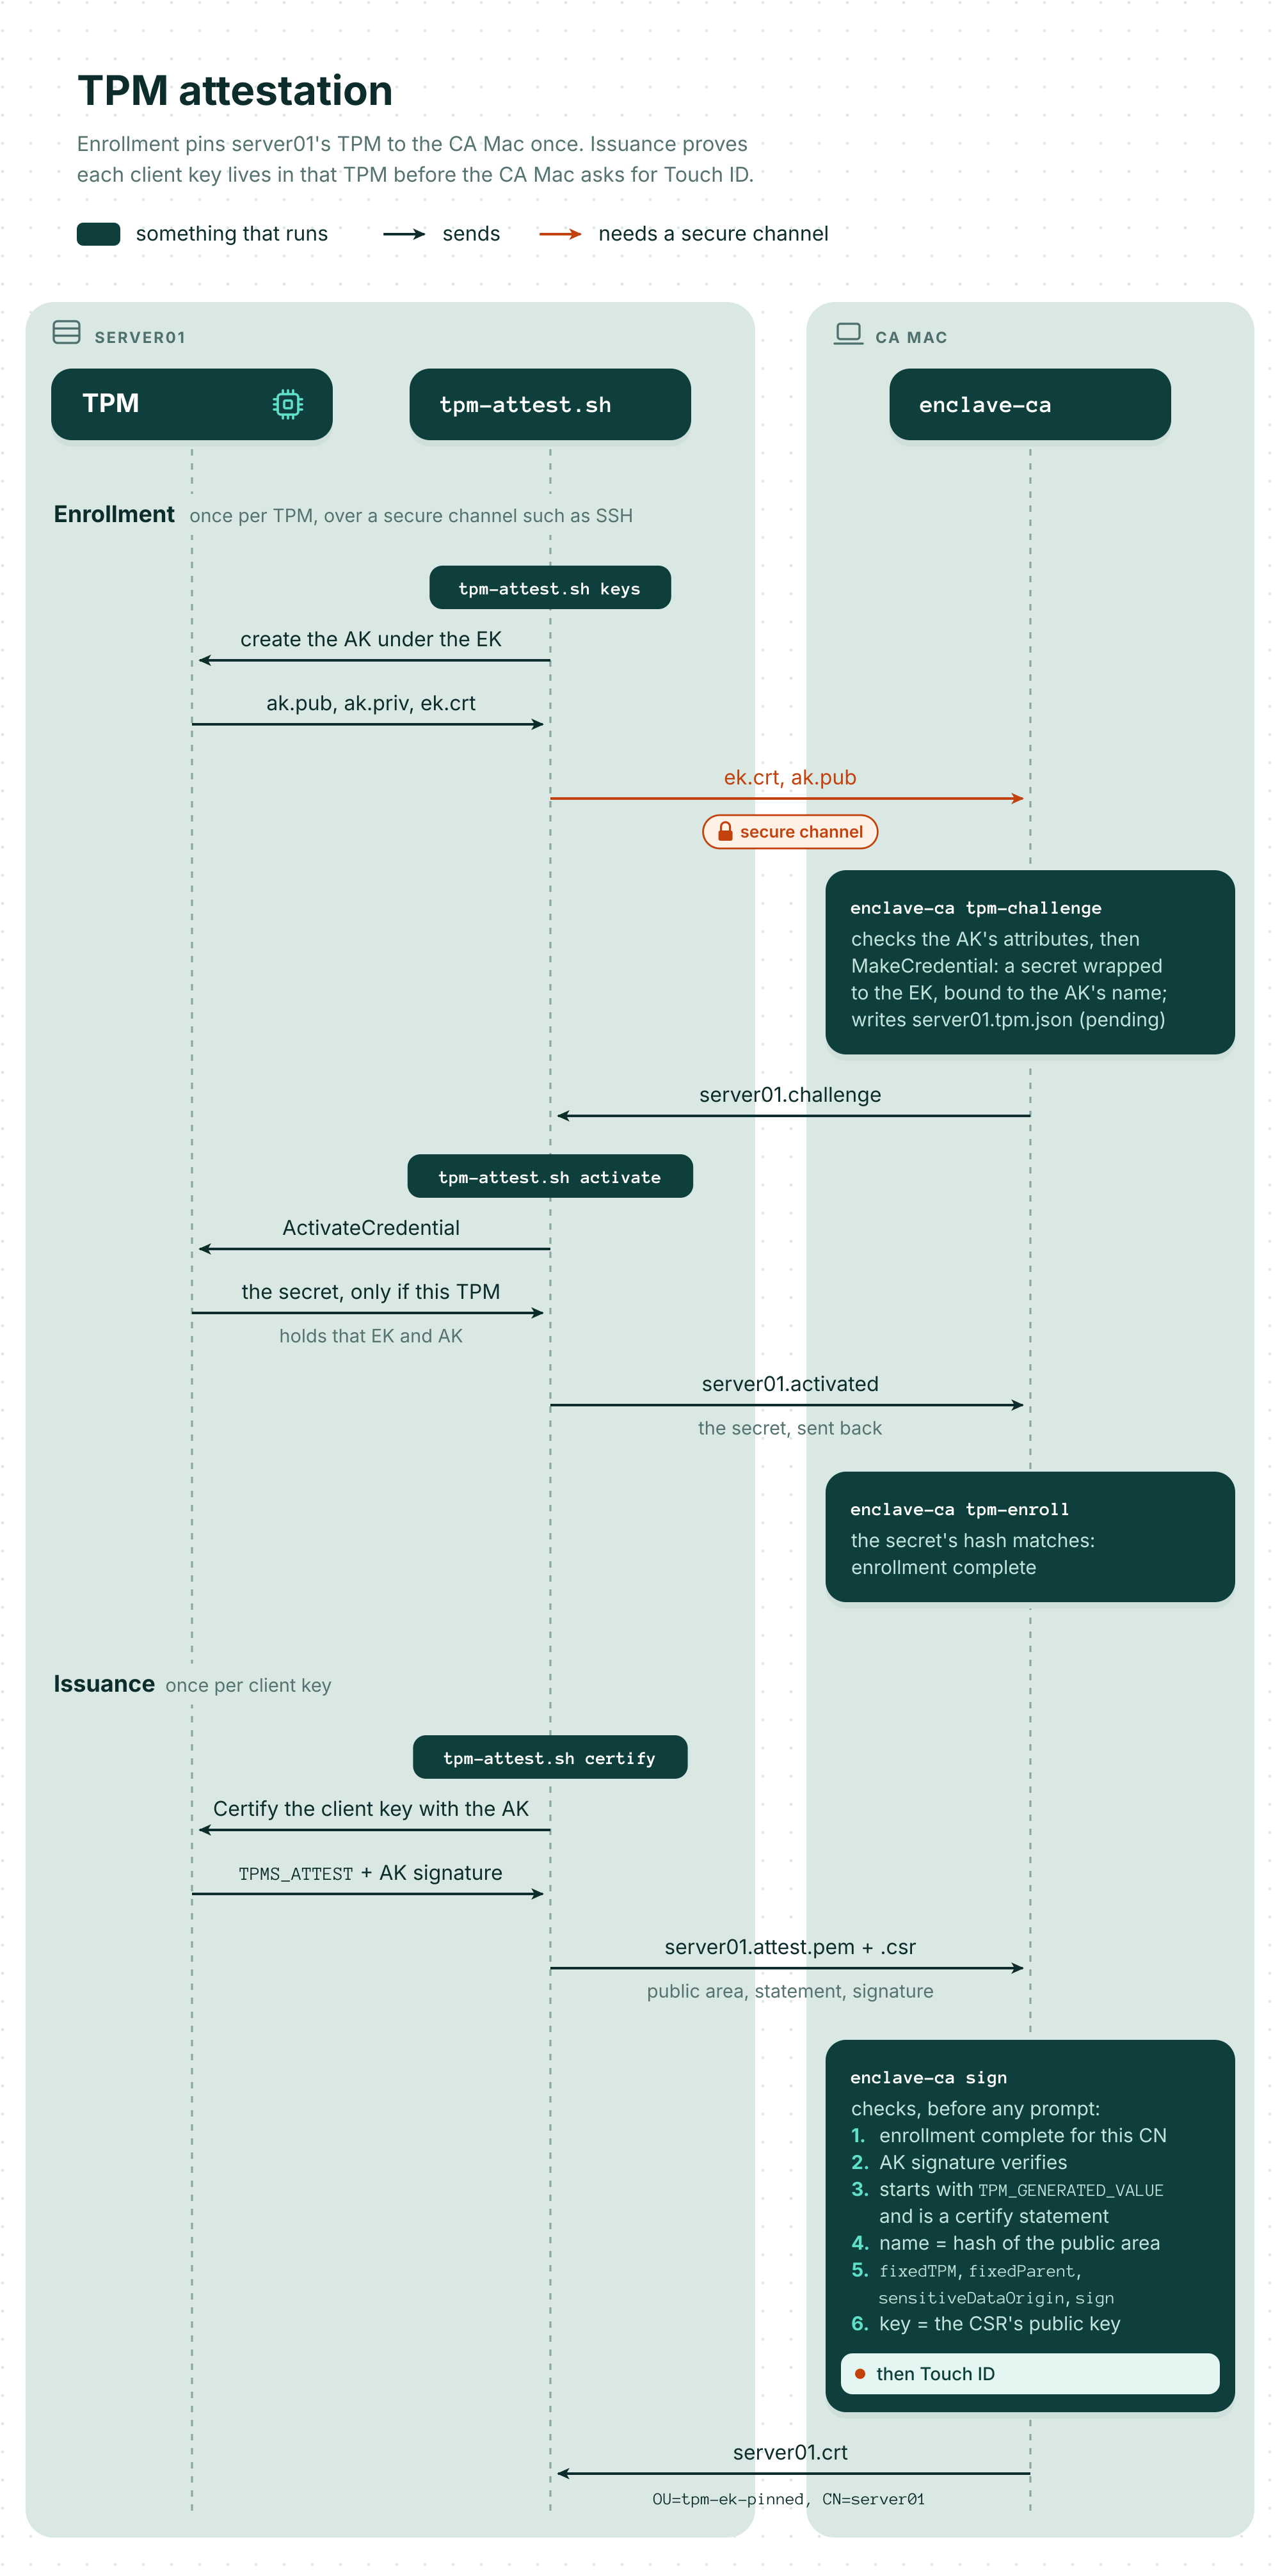 TPM attestation
Enrollment pins server01's TPM to the CA Mac once. Issuance proves
each client key lives in that TPM before the CA Mac asks for Touch ID.
something that runs
sends
needs a secure channel
SERVER01
CA MAC
TPM
tpm-attest.sh
enclave-ca
Enrollment once per TPM, over a secure channel such as SSH
tpm-attest.sh keys
create the AK under the EK
ak.pub, ak.priv, ek.crt
ek.crt, ak.pub
secure channel
enclave-ca tpm-challenge
checks the AK's attributes, then
MakeCredential: a secret wrapped
to the EK, bound to the AK's name;
writes server01.tpm.json (pending)
server01.challenge
tpm-attest.sh activate
ActivateCredential
the secret, only if this TPM
holds that EK and AK
server01.activated
the secret, sent back
enclave-ca tpm-enroll
the secret's hash matches:
enrollment complete
Issuance once per client key
tpm-attest.sh certify
Certify the client key with the AK
TPMS_ATTEST + AK signature
server01.attest.pem + .csr
public area, statement, signature
enclave-ca sign
checks, before any prompt:
1. enrollment complete for this CN
2. AK signature verifies
3. starts with TPM_GENERATED_VALUE
and is a certify statement
4. name = hash of the public area
5. fixedTPM, fixedParent,
sensitiveDataOrigin, sign
6. key = the CSR's public key
then Touch ID
server01.crt
OU=tpm-ek-pinned, CN=server01